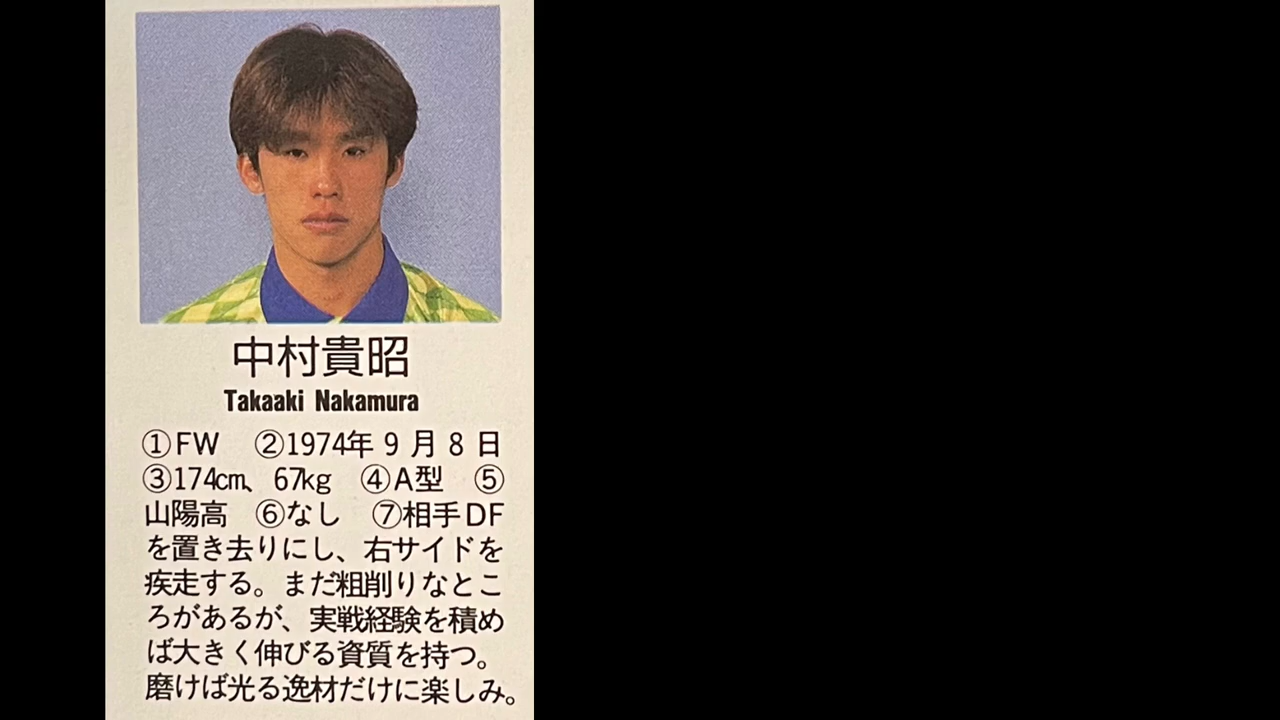 中村貴昭
Takaaki Nakamura
①FW ②1974年9月8日
③174cm、67kg ④A型 ⑤
山陽高 ⑥なし ⑦相手DF
を置き去りにし、右サイドを
疾走する。まだ粗削りなとこ
ろがあるが、実戦経験を積め
ば大きく伸びる資質を持つ。
磨けば光る逸材だけに楽しみ。